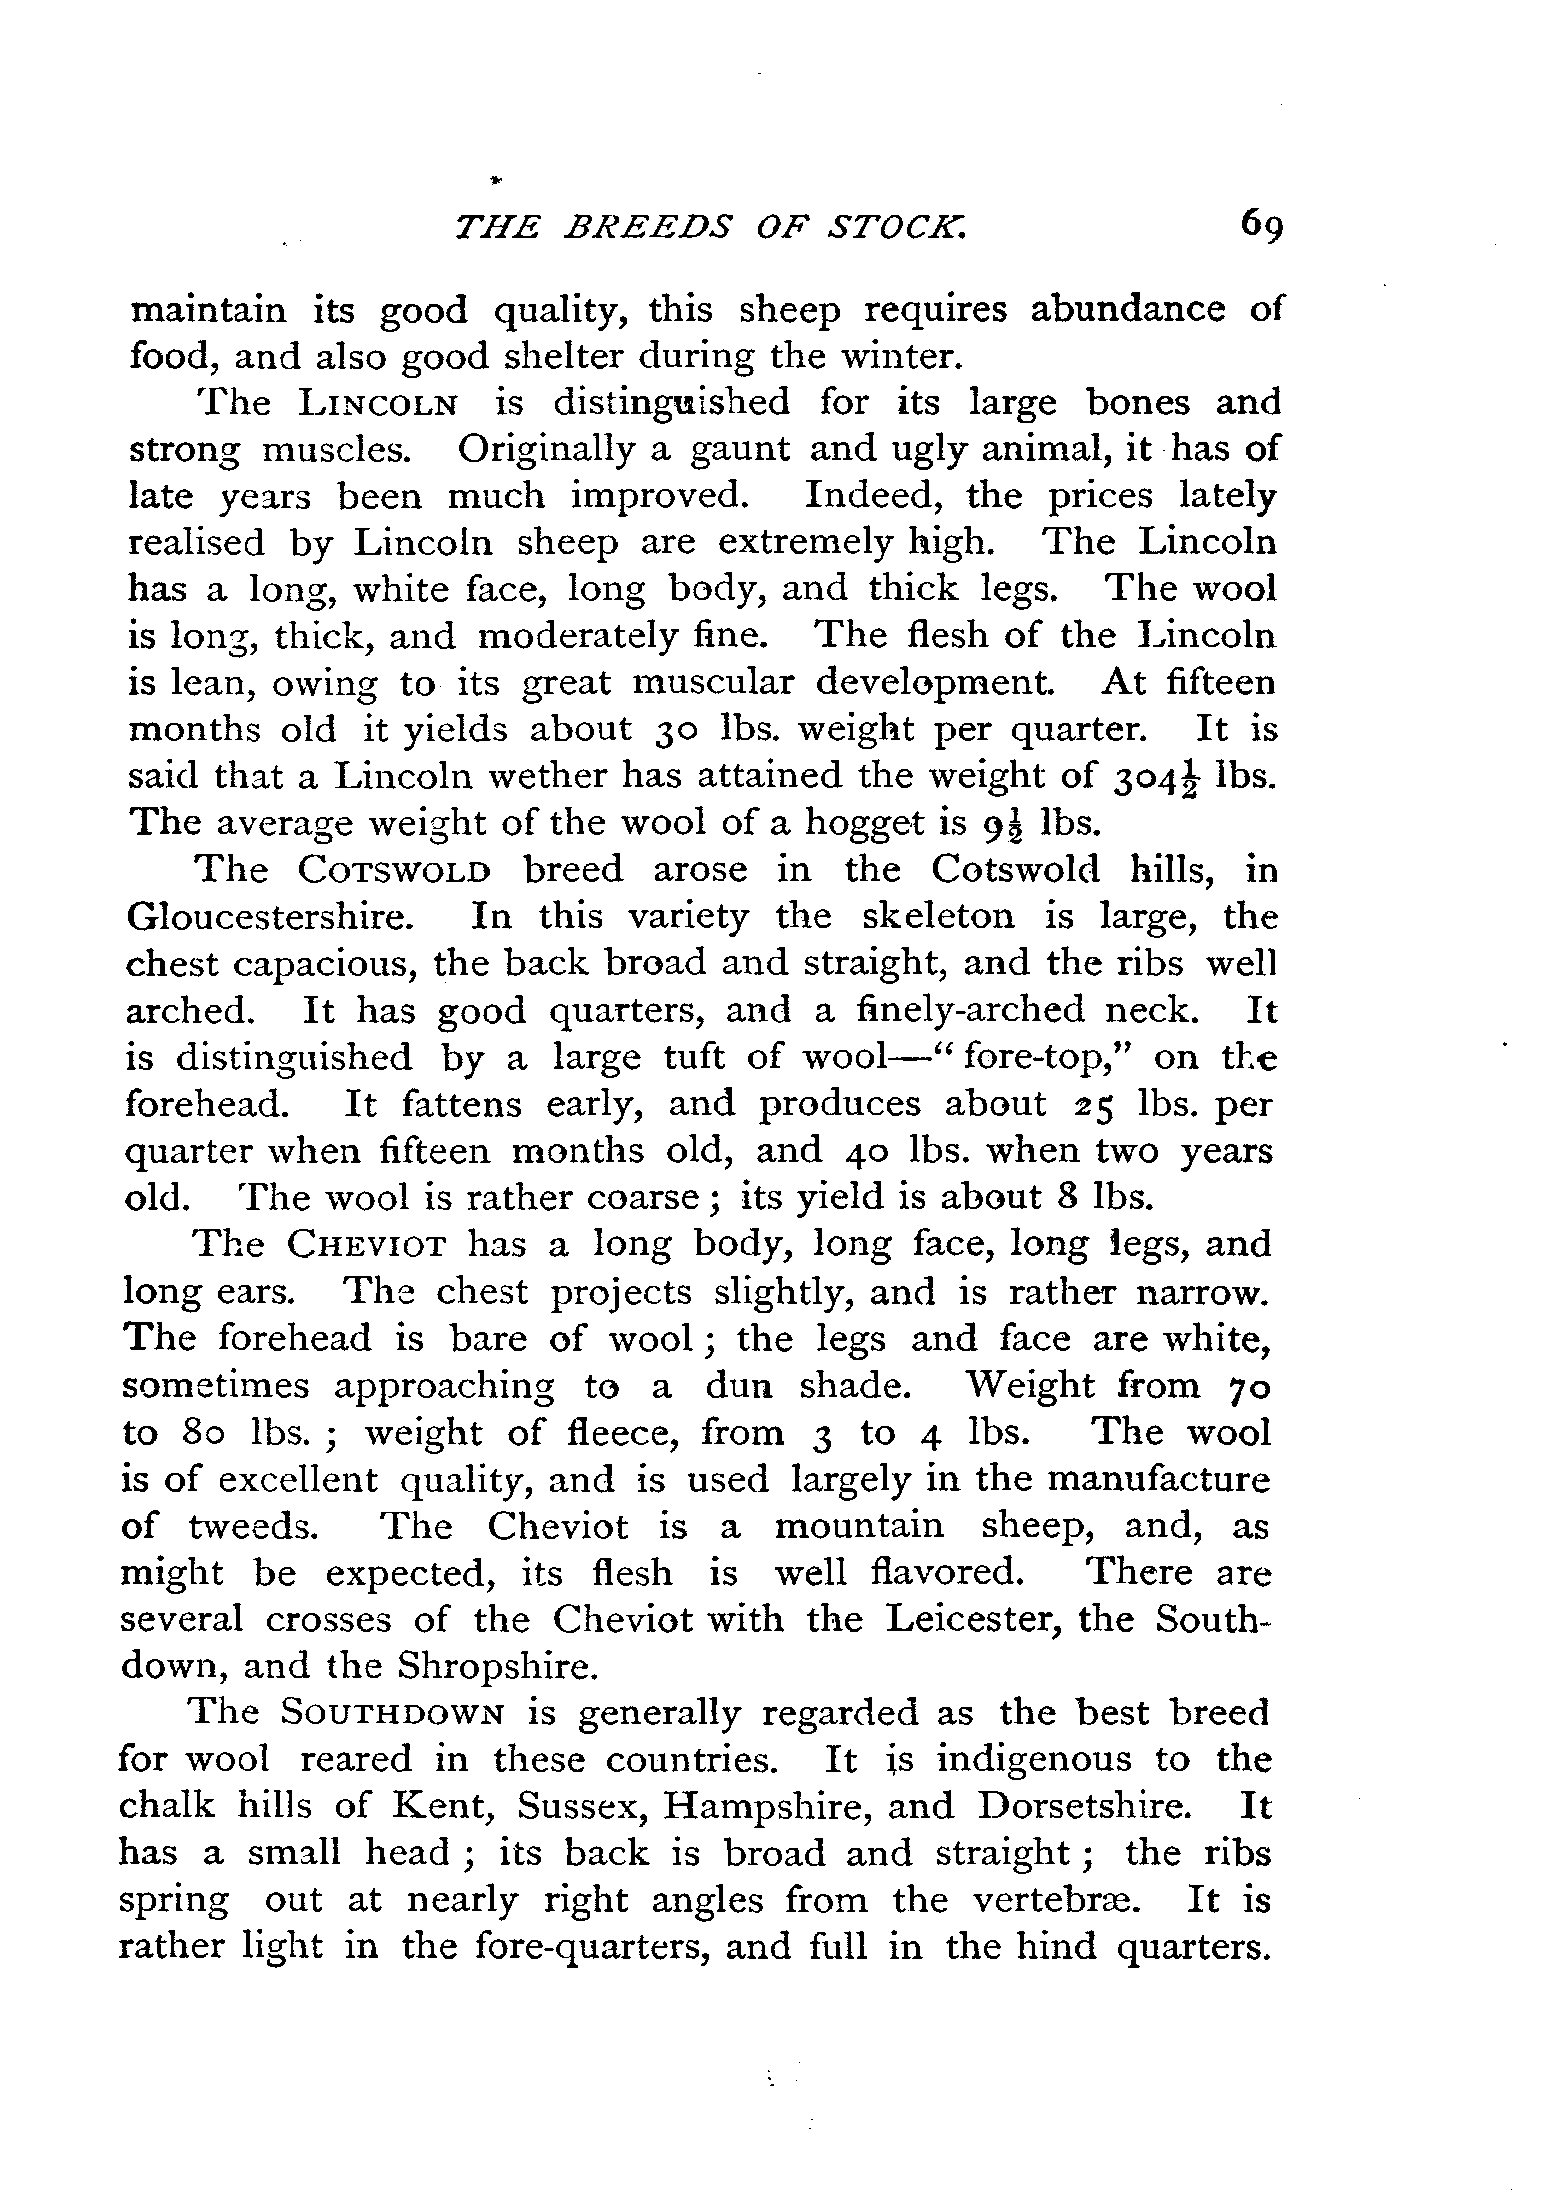 THE BREEDS OF STOCK. 69
maintain its good quality, this sheep requires abundance of
food, and also good shelter during the winter.
The LINCOLN is distinguished for its large bones and
strong muscles. Originally a gaunt and ugly animal, it has of
late years been much improved. Indeed, the prices lately
realised by Lincoln sheep are extremely high. The Lincoln
has a long, white face, long body, and thick legs. The wool
is long, thick, and moderately fine. The flesh of the Lincoln
is lean, owing to its great muscular development. At fifteen
months old it yields about 30 lbs. weight per quarter. It is
said that a Lincoln wether has attained the weight of 304½ lbs.
The average weight of the wool of a hogget is 9½ lbs.
The COTSWOLD breed arose in the Cotswold hills, in
Gloucestershire. In this variety the skeleton is large, the
chest capacious, the back broad and straight, and the ribs well
arched. It has good quarters, and a finely-arched neck. It
is distinguished by a large tuft of wool—“fore-top,” on the
forehead. It fattens early, and produces about 25 lbs. per
quarter when fifteen months old, and 40 lbs. when two years
old. The wool is rather coarse; its yield is about 8 lbs.
The CHEVIOT has a long body, long face, long legs, and
long ears. The chest projects slightly, and is rather narrow.
The forehead is bare of wool; the legs and face are white,
sometimes approaching to a dun shade. Weight from 70
to 80 lbs.; weight of fleece, from 3 to 4 lbs. The wool
is of excellent quality, and is used largely in the manufacture
of tweeds. The Cheviot is a mountain sheep, and, as
might be expected, its flesh is well flavored. There are
several crosses of the Cheviot with the Leicester, the South-
down, and the Shropshire.
The SOUTHDOWN is generally regarded as the best breed
for wool reared in these countries. It is indigenous to the
chalk hills of Kent, Sussex, Hampshire, and Dorsetshire. It
has a small head; its back is broad and straight; the ribs
spring out at nearly right angles from the vertebræ. It is
rather light in the fore-quarters, and full in the hind quarters.